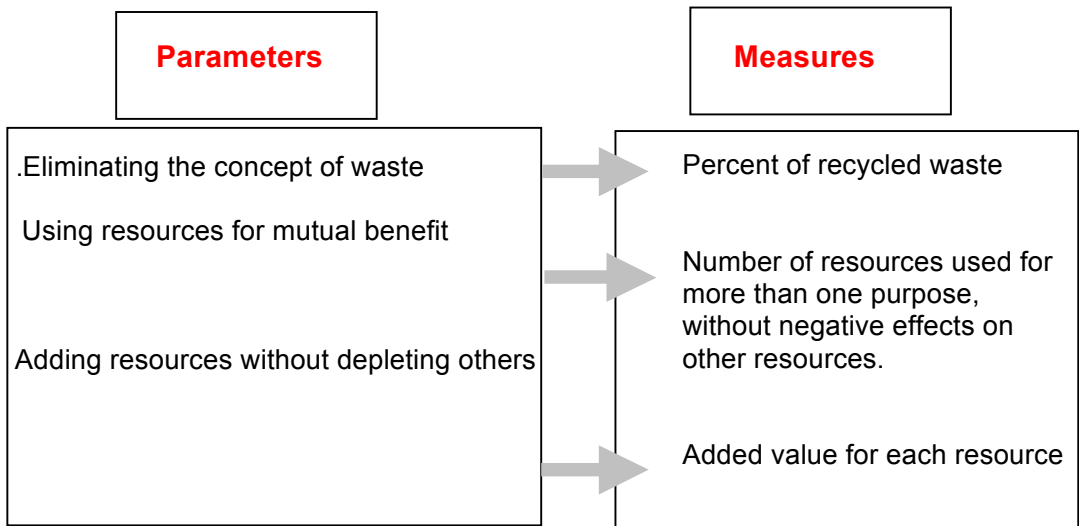 Parameters
Measures
.Eliminating the concept of waste
Using resources for mutual benefit
Adding resources without depleting others
Percent of recycled waste
Number of resources used for
more than one purpose,
without negative effects on
other resources.
Added value for each resource